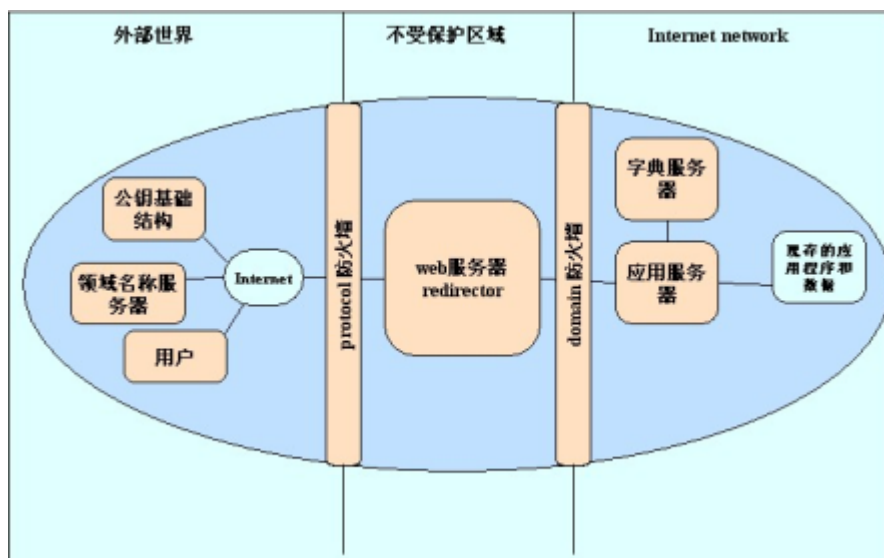 外部世界
不受保护区域
Internet network
公钥基础
结构
领域名称服
务器
用户
Internet
protocol 防火墙
web服务器
redirector
domain 防火墙
字典服务
器
应用服务
器
现存的应
用程序和
数据